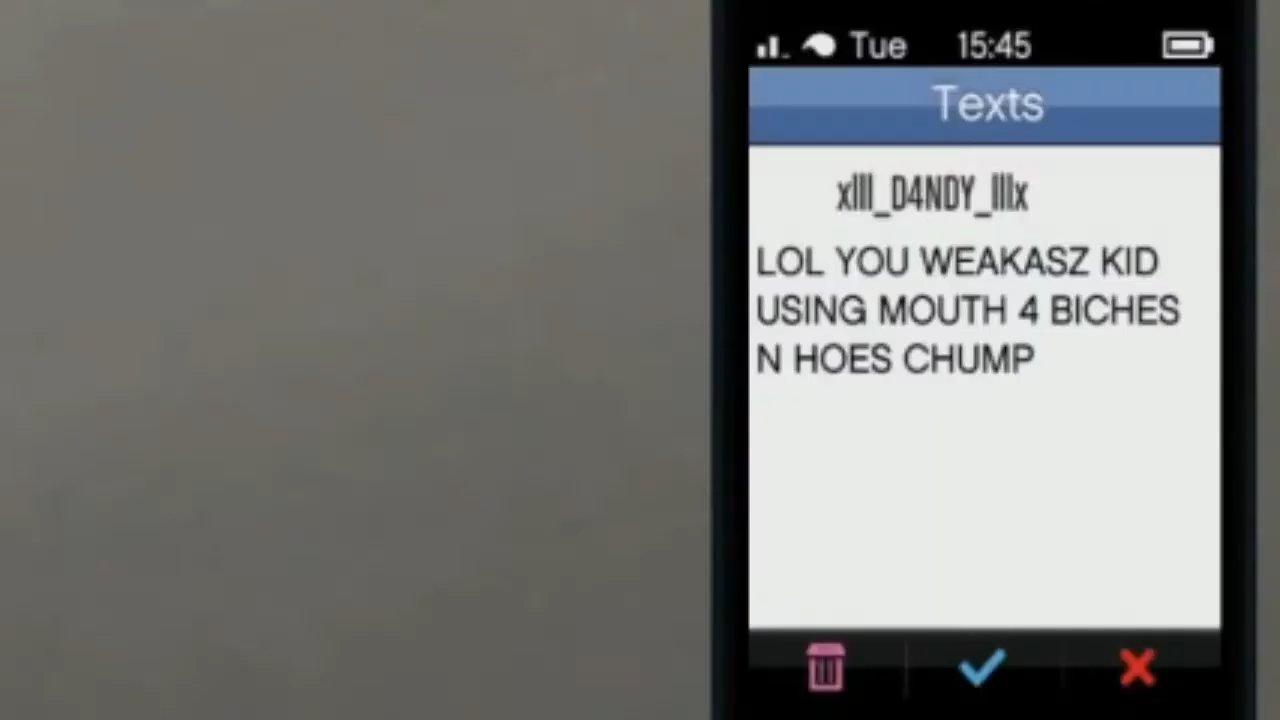 Tue 15:45
Texts
xlll_D4NDY_lllx
LOL YOU WEAKASZ KID
USING MOUTH 4 BICHES
N HOES CHUMP